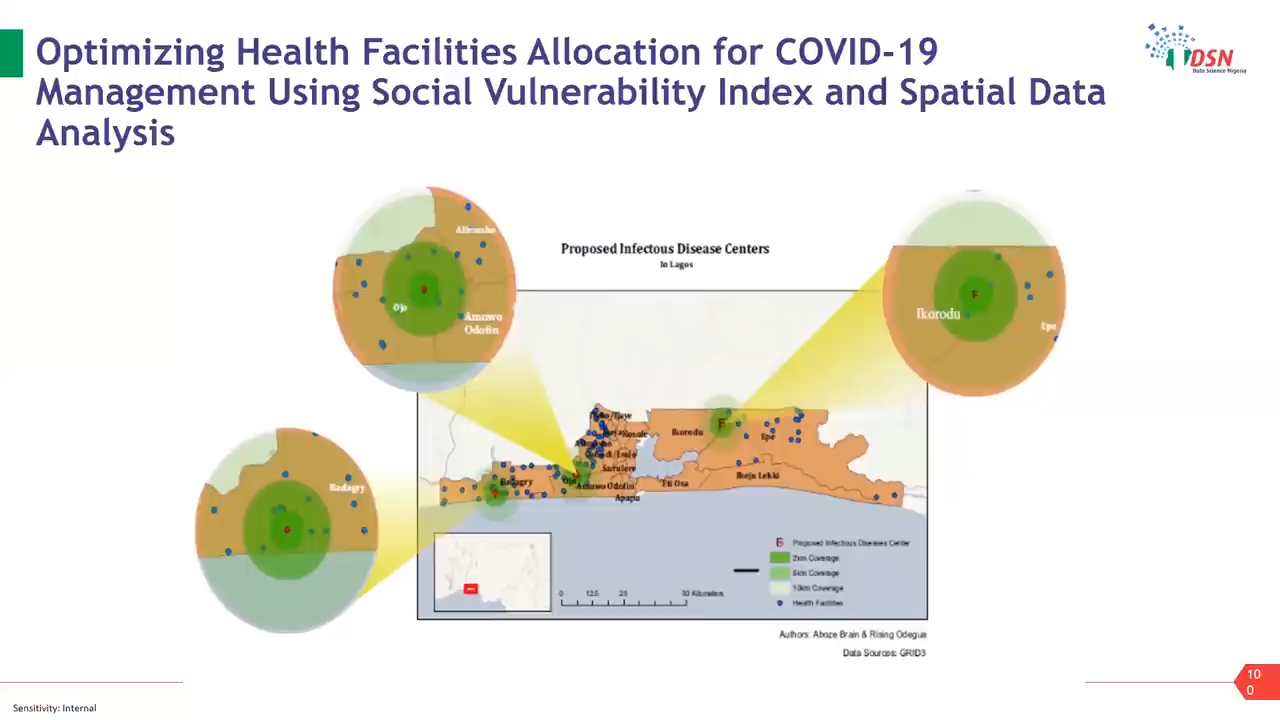 Optimizing Health Facilities Allocation for COVID-19
Management Using Social Vulnerability Index and Spatial Data
Analysis
DSN
Data Science Nigeria
Proposed Infectous Disease Centers
In Lagos
Alimosho
Ojo
Amuwo
Odofin
Ikorodu
Epe
Badagry
Ikorodu
Epe
Badagry
Ojo
Surulere
Amuwo Odofin
Eti Osa
Ibeju Lekki
Apapa
Proposed Infectious Diseases Center
2km Coverage
5km Coverage
10km Coverage
Health Facilities
0 12.5 25 50 Kilometers
Authors: Aboze Brain & Rising Odegua
Data Sources: GRID3
10
0
Sensitivity: Internal